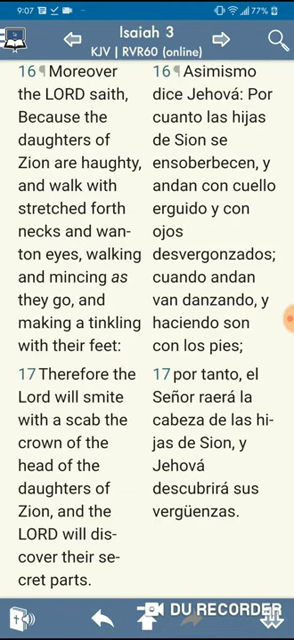 9:07
77%
Isaiah 3
KJV | RVR60 (online)
16 ¶ Moreover
the LORD saith,
Because the
daughters of
Zion are haughty,
and walk with
stretched forth
necks and wan-
ton eyes, walking
and mincing as
they go, and
making a tinkling
with their feet:
17 Therefore the
Lord will smite
with a scab the
crown of the
head of the
daughters of
Zion, and the
LORD will dis-
cover their se-
cret parts.
16 ¶ Asimismo
dice Jehová: Por
cuanto las hijas
de Sion se
ensoberbecen, y
andan con cuello
erguido y con
ojos
desvergonzados;
cuando andan
van danzando, y
haciendo son
con los pies;
17 por tanto, el
Señor raerá la
cabeza de las hi-
jas de Sion, y
Jehová
descubrirá sus
vergüenzas.
DU RECORDER